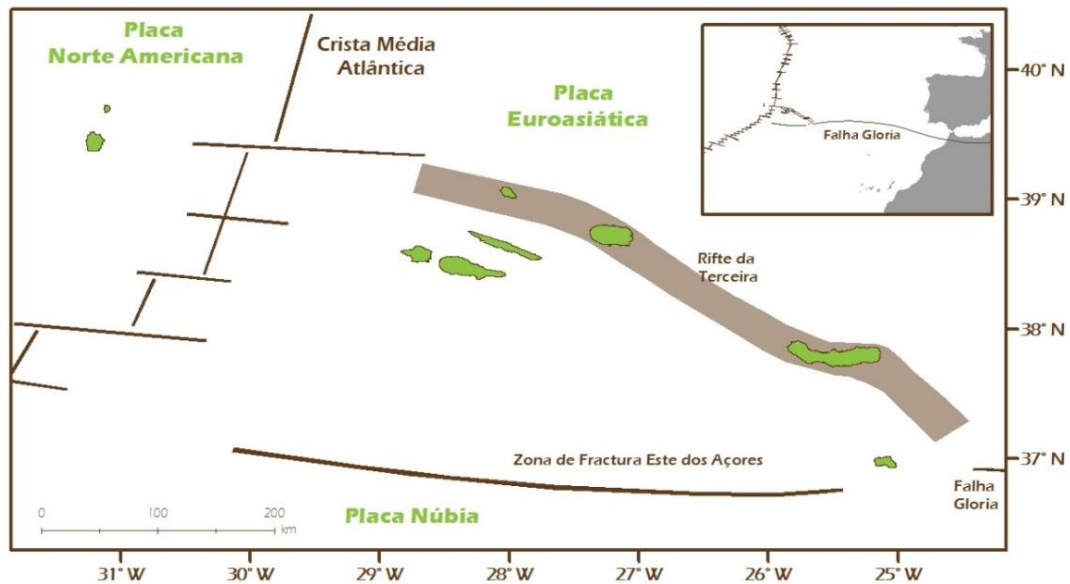 Placa
Norte Americana
Crista Média
Atlântica
Placa
Euroasiática
Falha Gloria
40° N
39° N
Rifte da
Terceira
38° N
Zona de Fractura Este dos Açores
37° N
Falha
Gloria
Placa Núbia
0 100 200
km
31° W 30° W 29° W 28° W 27° W 26° W 25° W